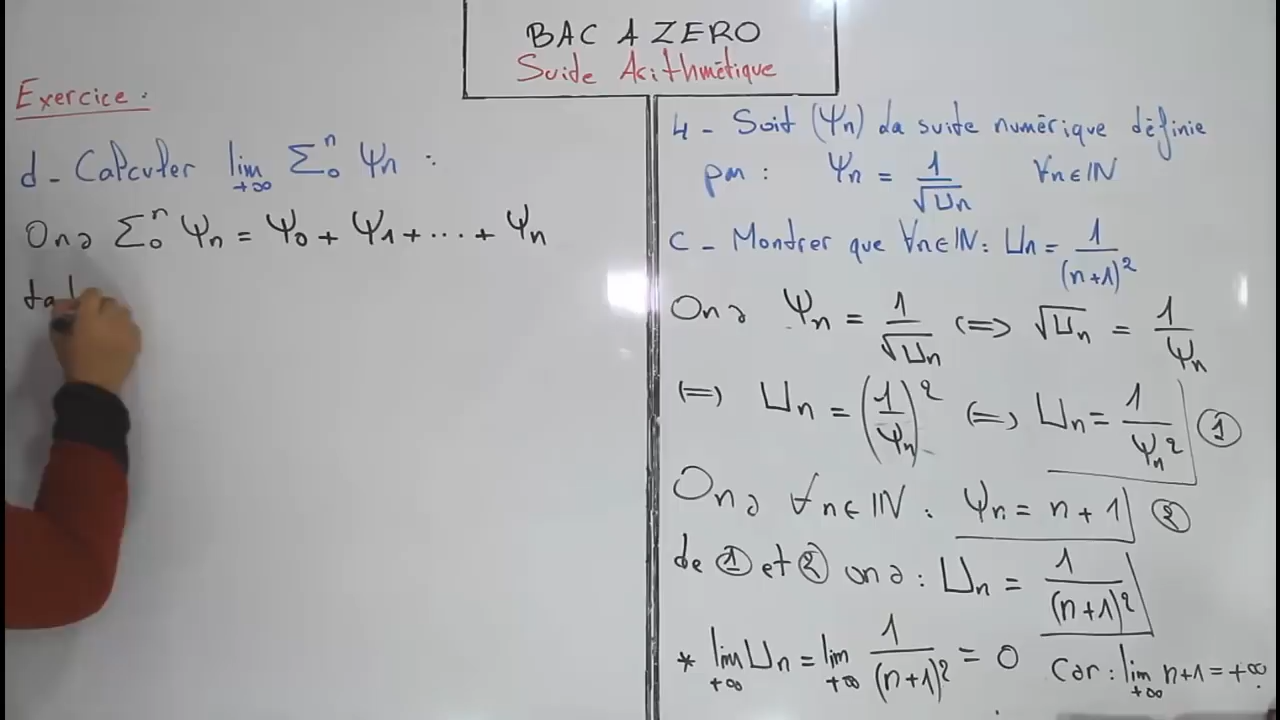 BAC A ZERO
Suide Arithmétique
Exercice :
d - Calculer lim +∞ Σ₀ⁿ Ψn :
On a Σ₀ⁿ Ψn = Ψ0 + Ψ1 + ... + Ψn
4 - Soit (Ψn) la suite numérique définie
par : Ψn = 1/√Un ∀n∈IN
C - Montrer que ∀n∈IN : Un = 1/(n+1)²
On a Ψn = 1/√Un <=> √Un = 1/Ψn
<=> Un = (1/Ψn)² <=> Un = 1/Ψn² ①
On a ∀n∈IN : Ψn = n + 1 ②
de ① et ② on a : Un = 1/(n+1)²
* lim +∞ Un = lim +∞ 1/(n+1)² = 0 Car : lim +∞ n+1 = +∞